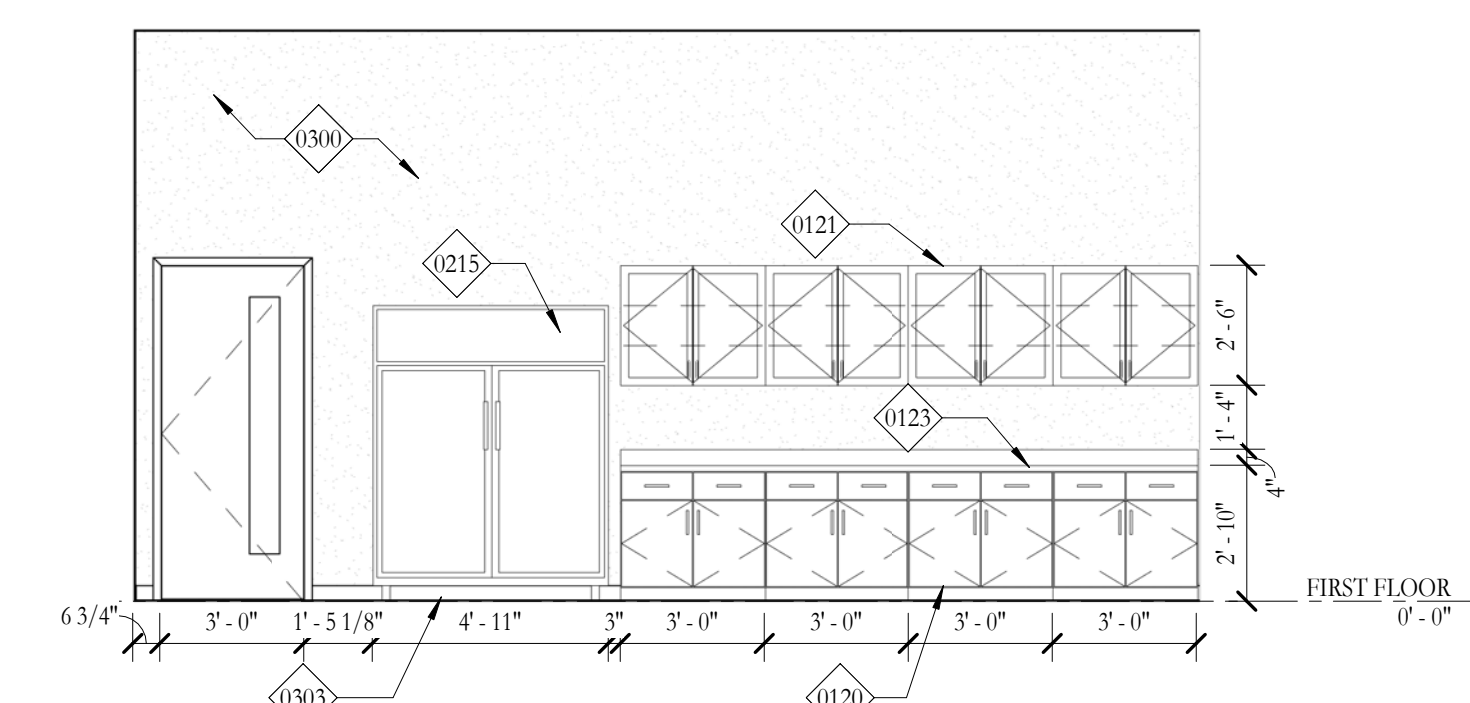 0300
0121
0215
2' - 6"
0123
1' - 4"
4"
2' - 10"
FIRST FLOOR
0' - 0"
6 3/4"
3' - 0"
1' - 5 1/8"
4' - 11"
3"
3' - 0"
3' - 0"
3' - 0"
3' - 0"
0303
0120